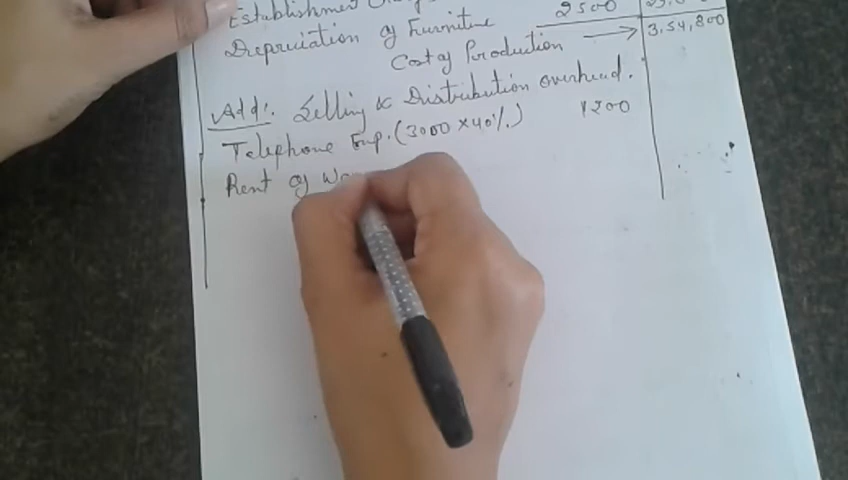 Establishment
Depreciation of Furniture 2500
Cost of Production → 3,54,800
Add:. Selling & Distribution overhead.
Telephone Exp. (3000 × 40%.) 1200
Rent of Wa